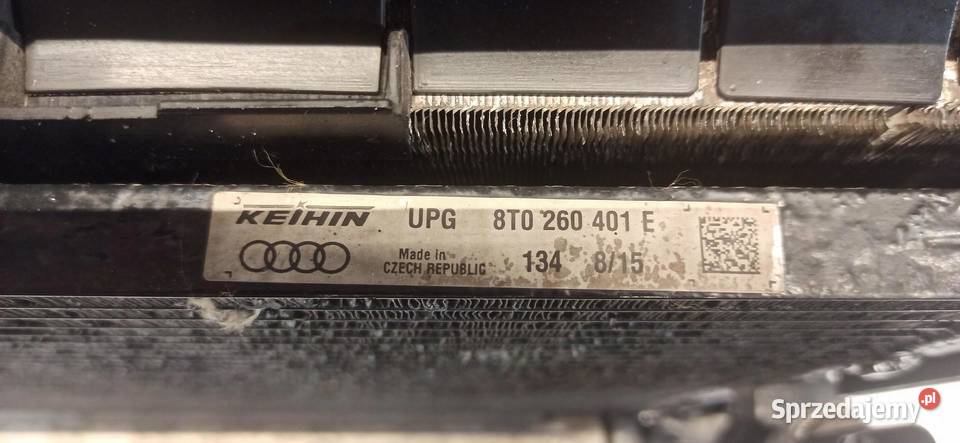 KEIHIN UPG 8T0 260 401 E
Made in
CZECH REPUBLIC 134 8/15
Sprzedajemy.pl